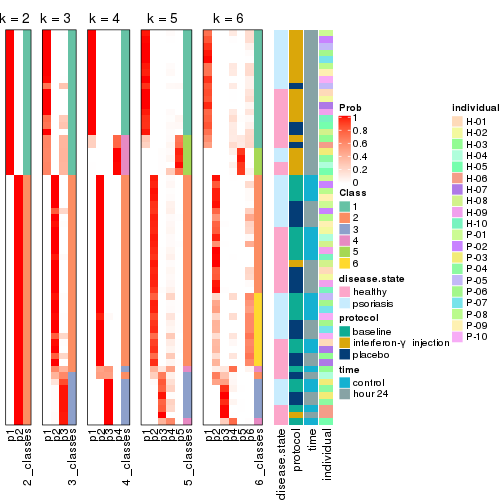 k = 2
k = 3
k = 4
k = 5
k = 6
p1
p2
2_classes
p1
p2
p3
3_classes
p1
p2
p3
p4
4_classes
p1
p2
p3
p4
p5
5_classes
p1
p2
p3
p4
p5
p6
6_classes
disease.state
protocol
time
individual
Prob
1
0.8
0.6
0.4
0.2
0
Class
1
2
3
4
5
6
disease.state
healthy
psoriasis
protocol
baseline
interferon-γ injection
placebo
time
control
hour 24
individual
H-01
H-02
H-03
H-04
H-05
H-06
H-07
H-08
H-09
H-10
P-01
P-02
P-03
P-04
P-05
P-06
P-07
P-08
P-09
P-10